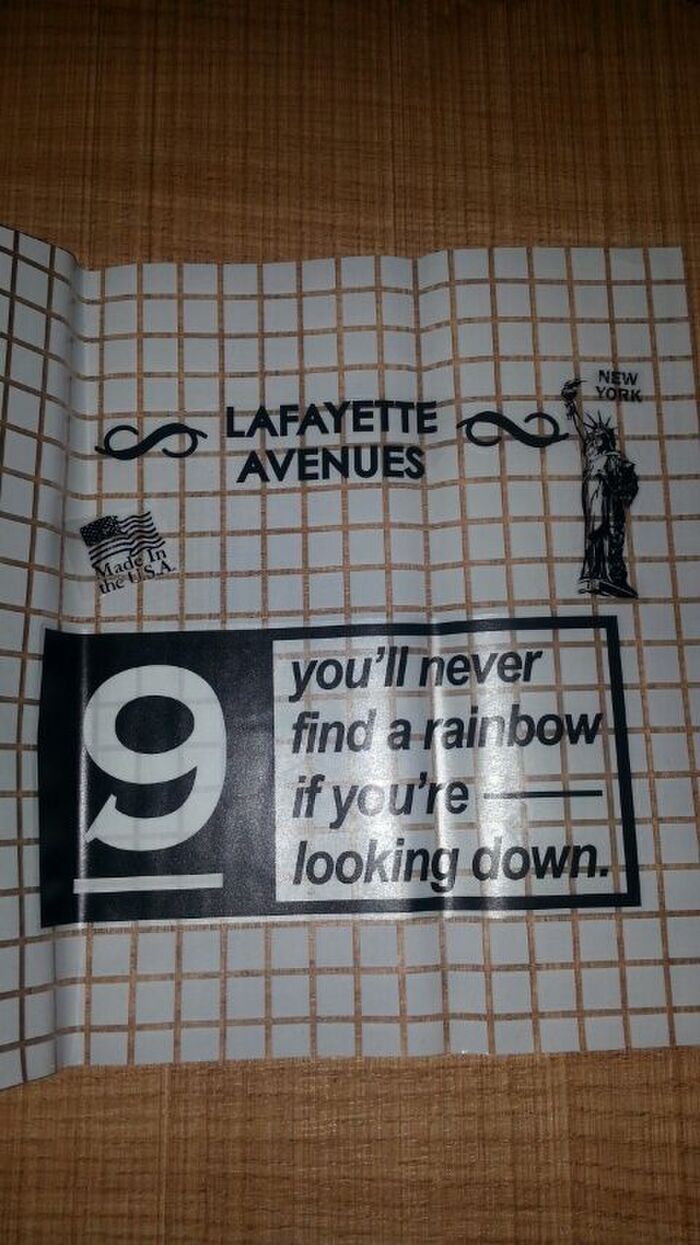 NEW
YORK
LAFAYETTE
AVENUES
Made In
the U.S.A.
9
you'll never
find a rainbow
if you're
looking down.